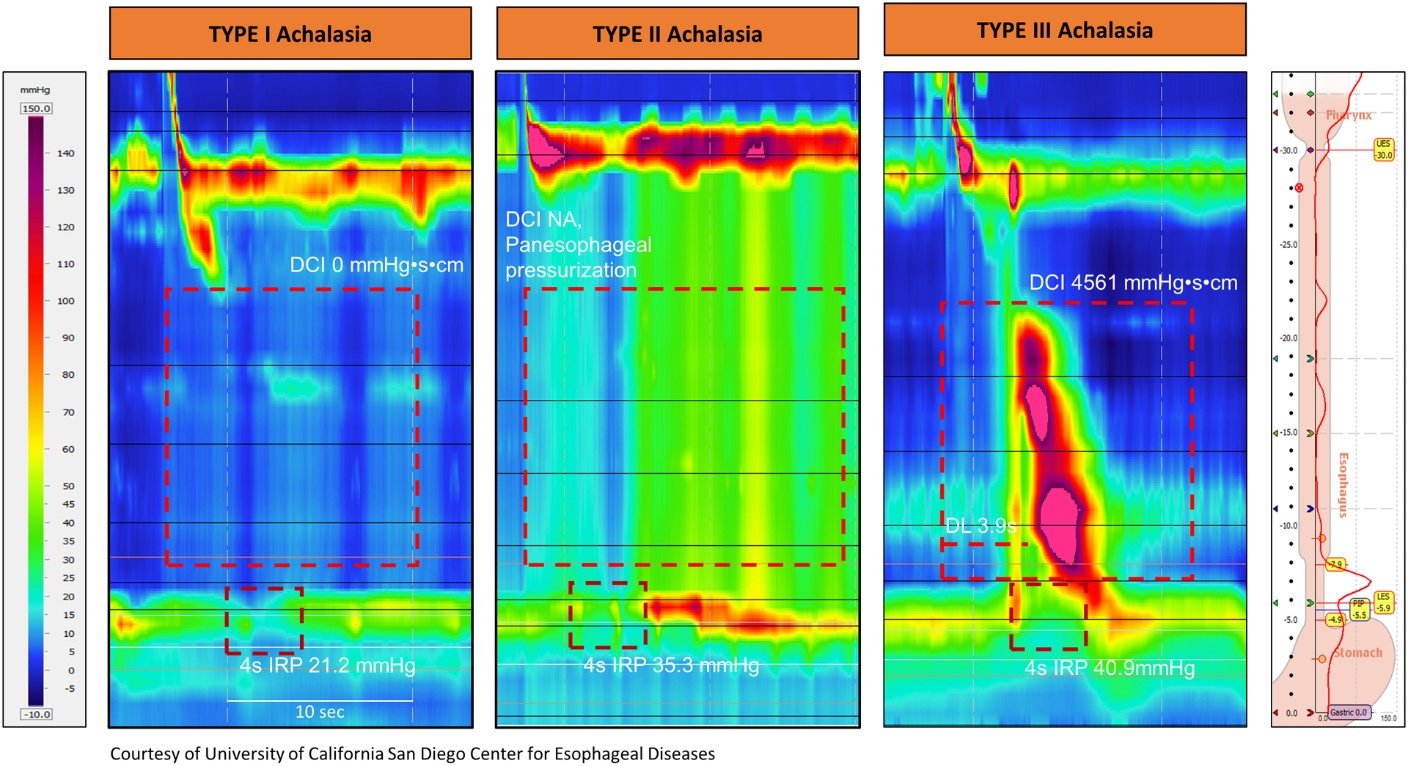 TYPE I Achalasia
TYPE II Achalasia
TYPE III Achalasia
mmHg
150.0
140
130
120
110
100
90
80
70
60
50
45
40
35
30
25
20
15
10
5
0
-5
-10.0
DCI 0 mmHg•s•cm
4s IRP 21.2 mmHg
10 sec
DCI NA,
Panesophageal
pressurization
4s IRP 35.3 mmHg
DCI 4561 mmHg•s•cm
DL 3.9s
4s IRP 40.9mmHg
Pharynx
UES
-30.0
-30.0
-25.0
-20.0
-15.0
Esophagus
-10.0
-7.9
LES
-5.9
PIP
-5.5
-4.9
-5.0
Stomach
Gastric 0.0
0.0
0.0
150.0
Courtesy of University of California San Diego Center for Esophageal Diseases